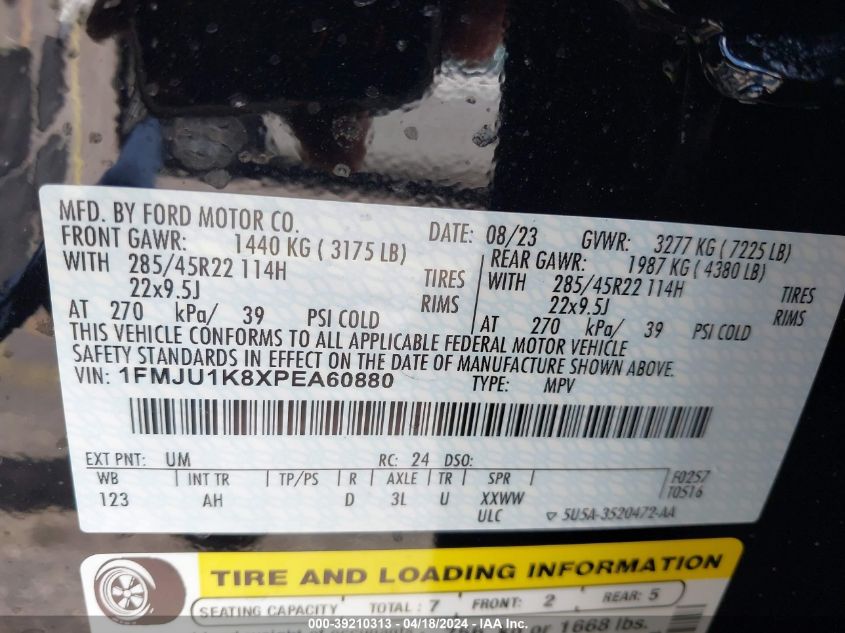 MFD. BY FORD MOTOR CO. DATE: 08/23 GVWR: 3277 KG ( 7225 LB)
FRONT GAWR: 1440 KG ( 3175 LB) REAR GAWR: 1987 KG ( 4380 LB)
WITH 285/45R22 114H TIRES WITH 285/45R22 114H TIRES
22x9.5J RIMS 22x9.5J RIMS
AT 270 kPa/ 39 PSI COLD AT 270 kPa/ 39 PSI COLD
THIS VEHICLE CONFORMS TO ALL APPLICABLE FEDERAL MOTOR VEHICLE
SAFETY STANDARDS IN EFFECT ON THE DATE OF MANUFACTURE SHOWN ABOVE.
VIN: 1FMJU1K8XPEA60880 TYPE: MPV
EXT PNT: UM RC: 24 DSO: F0257
WB INT TR TP/PS R AXLE TR SPR T0516
123 AH D 3L U XXWW
ULC 5U5A-3520472-AA
TIRE AND LOADING INFORMATION
SEATING CAPACITY TOTAL: 7 FRONT: 2 REAR: 5
or 1668 lbs.
000-39210313 - 04/18/2024 - IAA Inc.